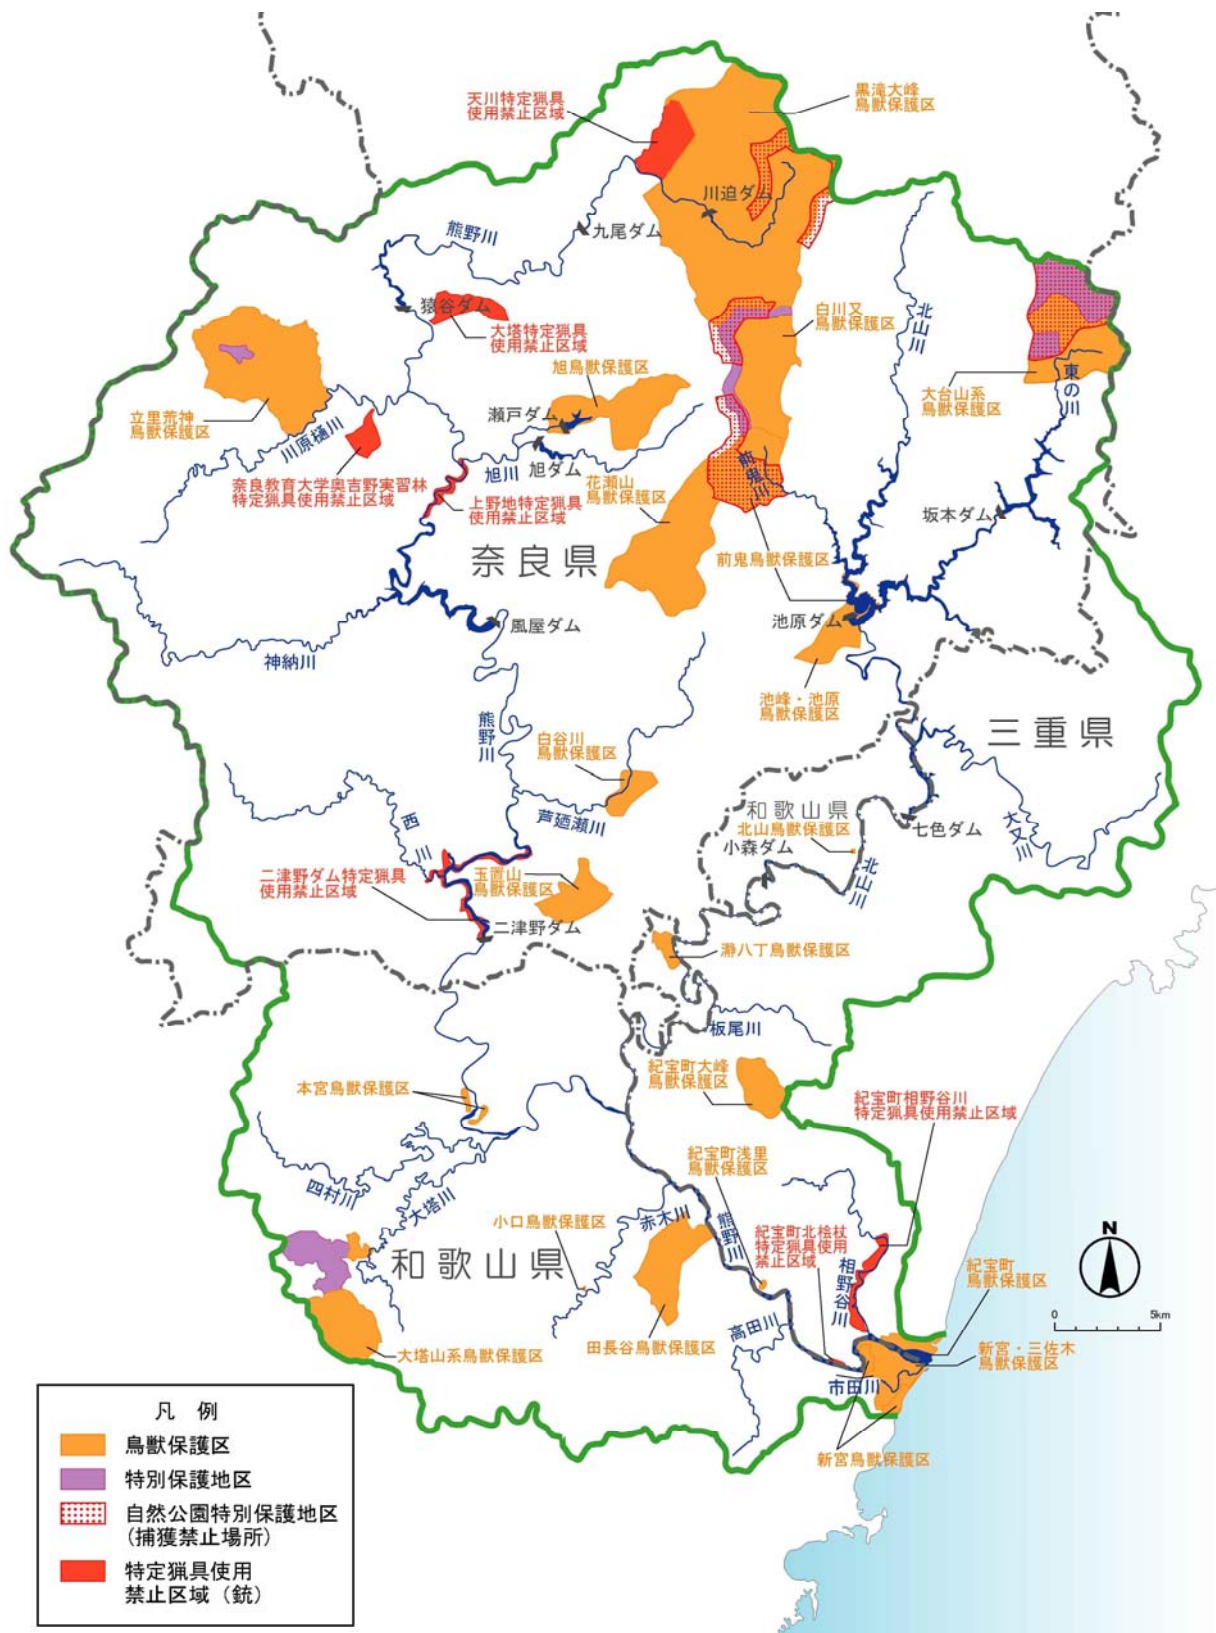 天川特定猟具
使用禁止区域
黒滝大峰
鳥獣保護区
川迫ダム
九尾ダム
熊野川
猿谷ダム
大塔特定猟具
使用禁止区域
白川又
鳥獣保護区
北山川
旭鳥獣保護区
瀬戸ダム
立里荒神
鳥獣保護区
川原樋川
大台山系
鳥獣保護区
東の川
旭川
旭ダム
花瀬山
鳥獣保護区
前鬼川
奈良教育大学奥吉野実習林
特定猟具使用禁止区域
上野地特定猟具
使用禁止区域
坂本ダム
奈良県
前鬼鳥獣保護区
風屋ダム
池原ダム
神納川
池峰・池原
鳥獣保護区
三重県
熊野川
白谷川
鳥獣保護区
芦廼瀬川
西川
和歌山県
北山鳥獣保護区
小森ダム
七色ダム
大又川
北山川
二津野ダム特定猟具
使用禁止区域
玉置山
鳥獣保護区
二津野ダム
瀞八丁鳥獣保護区
板尾川
紀宝町大峰
鳥獣保護区
本宮鳥獣保護区
紀宝町相野谷川
特定猟具使用禁止区域
紀宝町浅里
鳥獣保護区
四村川
大塔川
小口鳥獣保護区
赤木川
熊野川
紀宝町北桧杖
特定猟具使用
禁止区域
相野谷川
和歌山県
紀宝町
鳥獣保護区
N
0
5km
高田川
田長谷鳥獣保護区
大塔山系鳥獣保護区
新宮・三佐木
鳥獣保護区
市田川
新宮鳥獣保護区
凡 例
鳥獣保護区
特別保護地区
自然公園特別保護地区
(捕獲禁止場所)
特定猟具使用
禁止区域（銃）